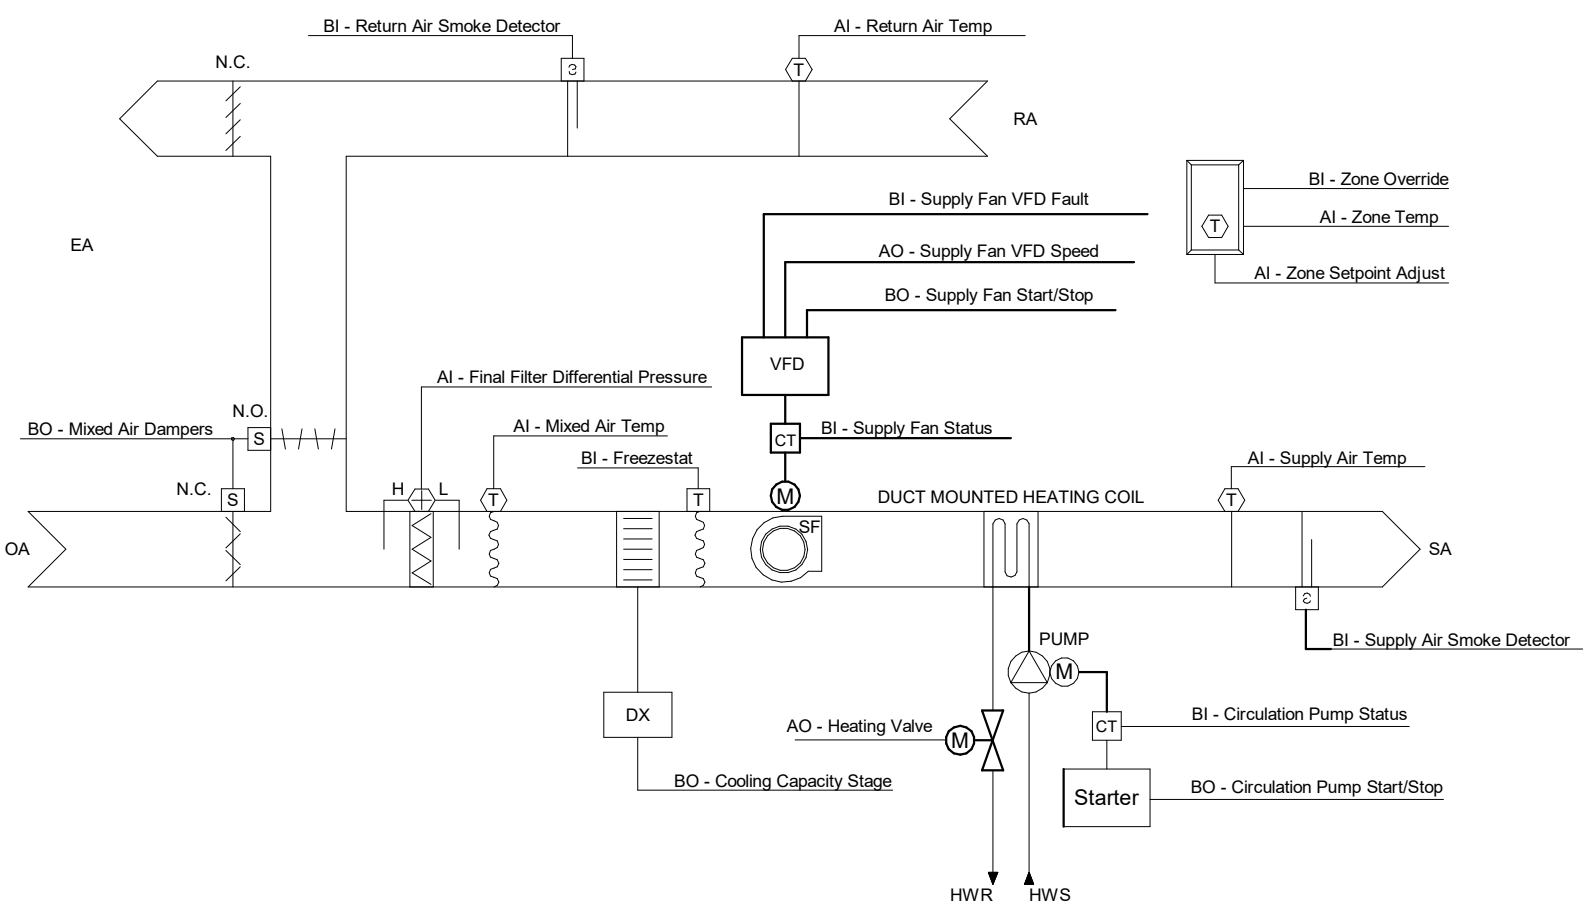 BI - Return Air Smoke Detector
AI - Return Air Temp
N.C.
T
RA
BI - Zone Override
BI - Supply Fan VFD Fault
AI - Zone Temp
T
EA
AO - Supply Fan VFD Speed
AI - Zone Setpoint Adjust
BO - Supply Fan Start/Stop
VFD
AI - Final Filter Differential Pressure
N.O.
BO - Mixed Air Dampers
S
AI - Mixed Air Temp
CT
BI - Supply Fan Status
BI - Freezestat
AI - Supply Air Temp
N.C.
S
H
L
T
T
M
DUCT MOUNTED HEATING COIL
T
SF
OA
SA
PUMP
BI - Supply Air Smoke Detector
M
DX
BI - Circulation Pump Status
CT
AO - Heating Valve
M
BO - Cooling Capacity Stage
Starter
BO - Circulation Pump Start/Stop
HWR
HWS